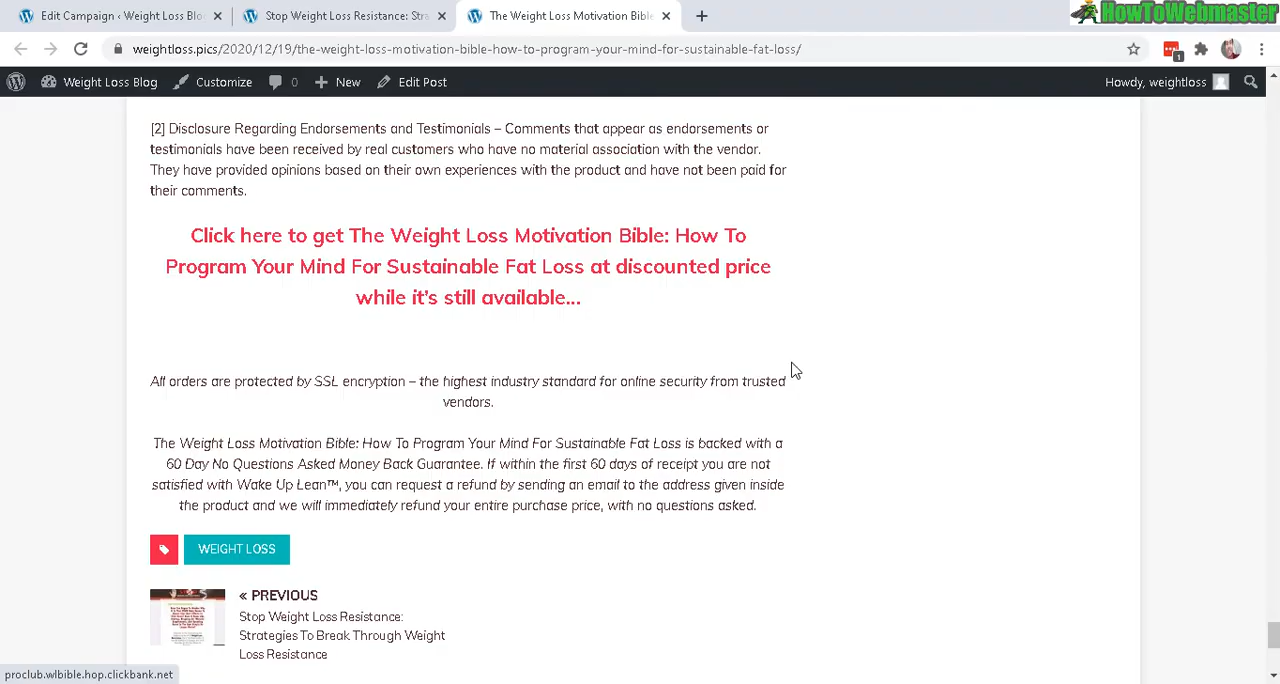 HowToWebmaster
Edit Campaign ‹ Weight Loss Blo
Stop Weight Loss Resistance: Stra
The Weight Loss Motivation Bible
weightloss.pics/2020/12/19/the-weight-loss-motivation-bible-how-to-program-your-mind-for-sustainable-fat-loss/
1
Weight Loss Blog
Customize
0
New
Edit Post
Howdy, weightloss
[2] Disclosure Regarding Endorsements and Testimonials – Comments that appear as endorsements or
testimonials have been received by real customers who have no material association with the vendor.
They have provided opinions based on their own experiences with the product and have not been paid for
their comments.
Click here to get The Weight Loss Motivation Bible: How To
Program Your Mind For Sustainable Fat Loss at discounted price
while it's still available...
All orders are protected by SSL encryption – the highest industry standard for online security from trusted
vendors.
The Weight Loss Motivation Bible: How To Program Your Mind For Sustainable Fat Loss is backed with a
60 Day No Questions Asked Money Back Guarantee. If within the first 60 days of receipt you are not
satisfied with Wake Up Lean™, you can request a refund by sending an email to the address given inside
the product and we will immediately refund your entire purchase price, with no questions asked.
WEIGHT LOSS
« PREVIOUS
Stop Weight Loss Resistance:
Strategies To Break Through Weight
Loss Resistance
proclub.wlbible.hop.clickbank.net